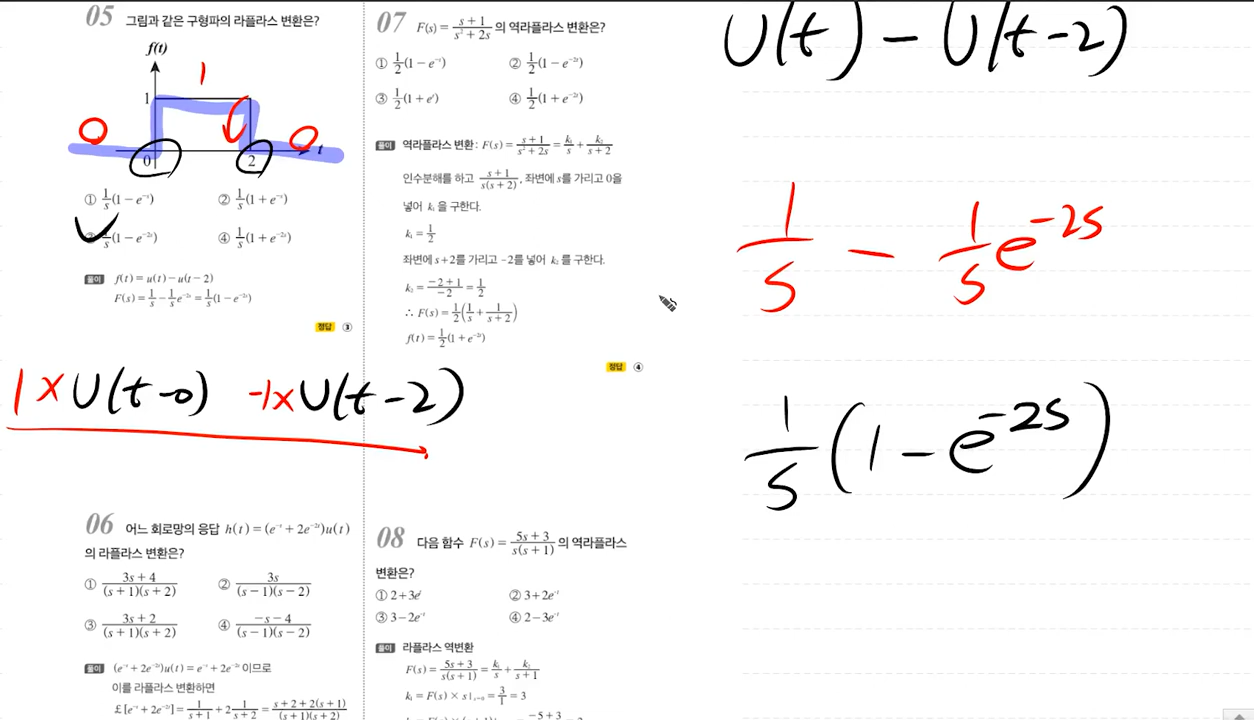 05 그림과 같은 구형파의 라플라스 변환은?
f(t)
1
1
0
0
0
2
t
① 1/s(1−e⁻ˢ) ② 1/s(1+e⁻ˢ)
1/s(1−e⁻²ˢ) ④ 1/s(1+e⁻²ˢ)
풀이 f(t)=u(t)−u(t−2)
F(s)=1/s−1/s e⁻²ˢ=1/s(1−e⁻²ˢ)
정답 ③
1×U(t-0) -1×U(t-2)
06 어느 회로망의 응답 h(t)=(e⁻ᵗ+2e⁻²ᵗ)u(t)
의 라플라스 변환은?
① (3s+4)/((s+1)(s+2)) ② 3s/((s−1)(s−2))
③ (3s+2)/((s+1)(s+2)) ④ (−s−4)/((s−1)(s−2))
풀이 (e⁻ᵗ+2e⁻²ᵗ)u(t)=e⁻ᵗ+2e⁻²ᵗ 이므로
이를 라플라스 변환하면
£[e⁻ᵗ+2e⁻²ᵗ]=1/(s+1)+2 1/(s+2)=(s+2+2(s+1))/((s+1)(s+2))
07 F(s)=(s+1)/(s²+2s)의 역라플라스 변환은?
① 1/2(1−e⁻ᵗ) ② 1/2(1−e⁻²ᵗ)
③ 1/2(1+eᵗ) ④ 1/2(1+e⁻²ᵗ)
풀이 역라플라스 변환: F(s)=(s+1)/(s²+2s)=k₁/s+k₂/(s+2)
인수분해를 하고 (s+1)/(s(s+2)), 좌변에 s를 가리고 0을
넣어 k₁을 구한다.
k₁=1/2
좌변에 s+2를 가리고 −2를 넣어 k₂를 구한다.
k₂=(−2+1)/−2=1/2
∴ F(s)=1/2(1/s+1/(s+2))
f(t)=1/2(1+e⁻²ᵗ)
정답 ④
08 다음 함수 F(s)=(5s+3)/(s(s+1))의 역라플라스
변환은?
① 2+3eᵗ ② 3+2e⁻ᵗ
③ 3−2e⁻ᵗ ④ 2−3e⁻ᵗ
풀이 라플라스 역변환
F(s)=(5s+3)/(s(s+1))=k₁/s+k₂/(s+1)
k₁=F(s)×s|ₛ₌₀=3/1=3
U(t) - U(t-2)
1/s - 1/s e⁻²ˢ
1/s(1-e⁻²ˢ)